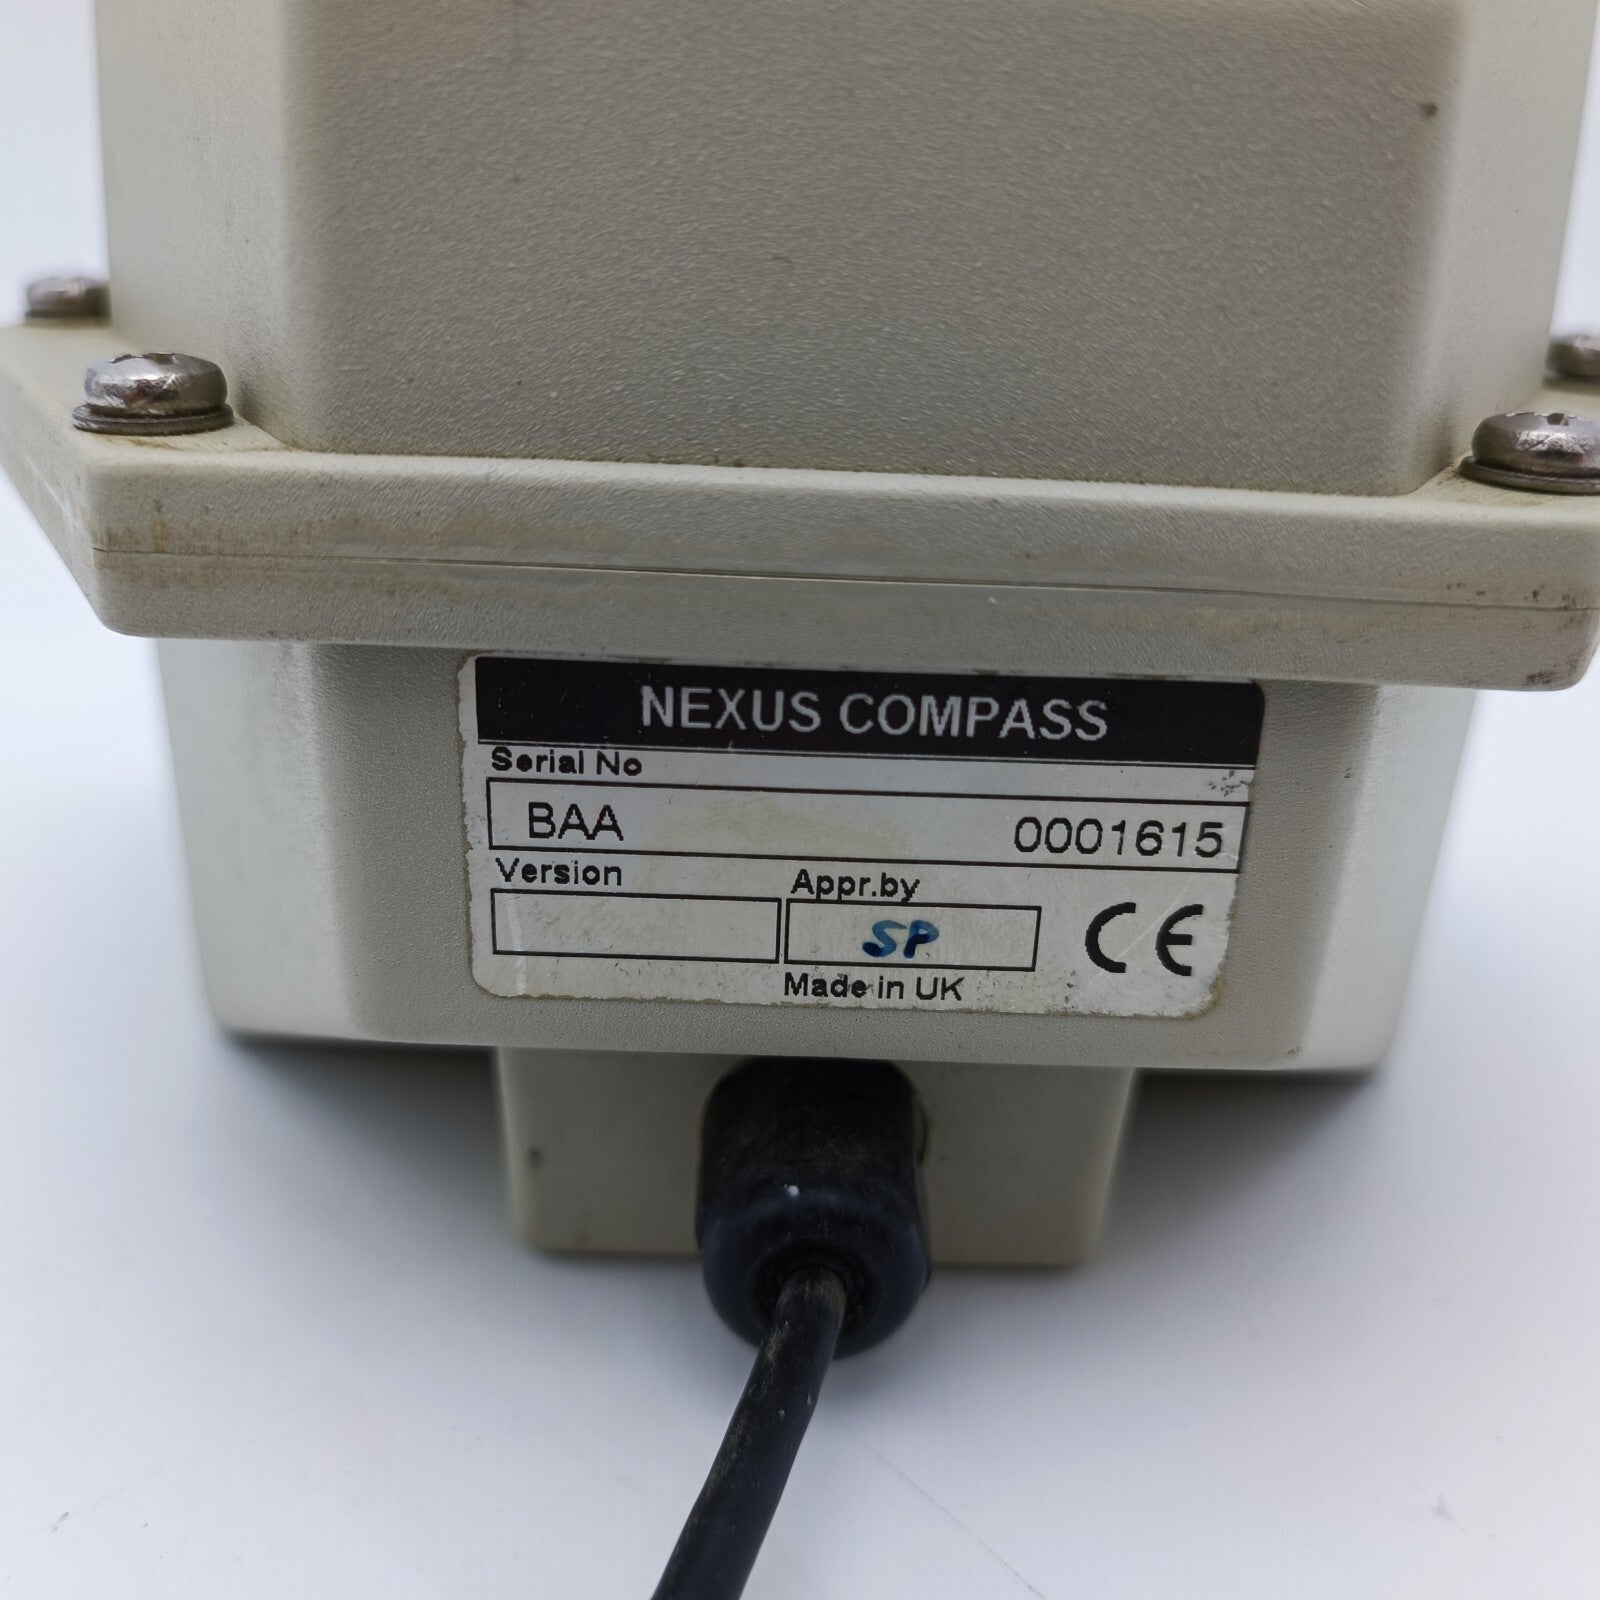 NEXUS COMPASS
Serial No
BAA 0001615
Version Appr.by
SP
CE
Made in UK